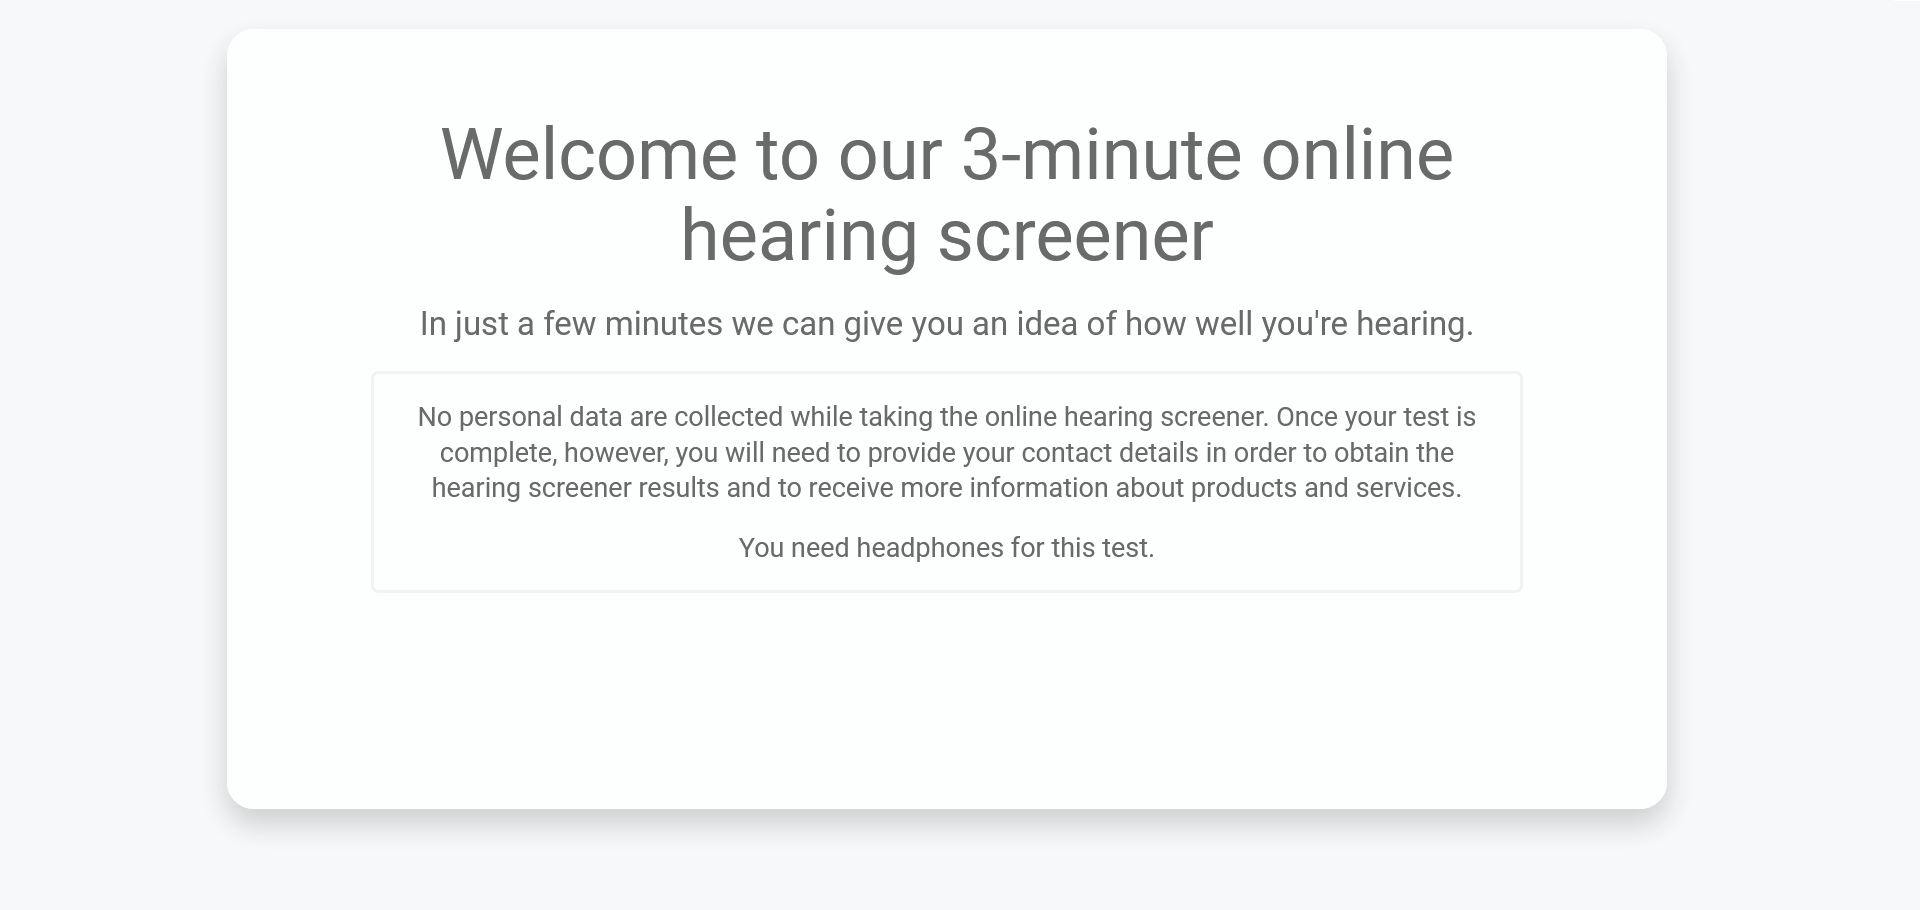 Welcome to our 3-minute online
hearing screener
In just a few minutes we can give you an idea of how well you're hearing.
No personal data are collected while taking the online hearing screener. Once your test is
complete, however, you will need to provide your contact details in order to obtain the
hearing screener results and to receive more information about products and services.
You need headphones for this test.